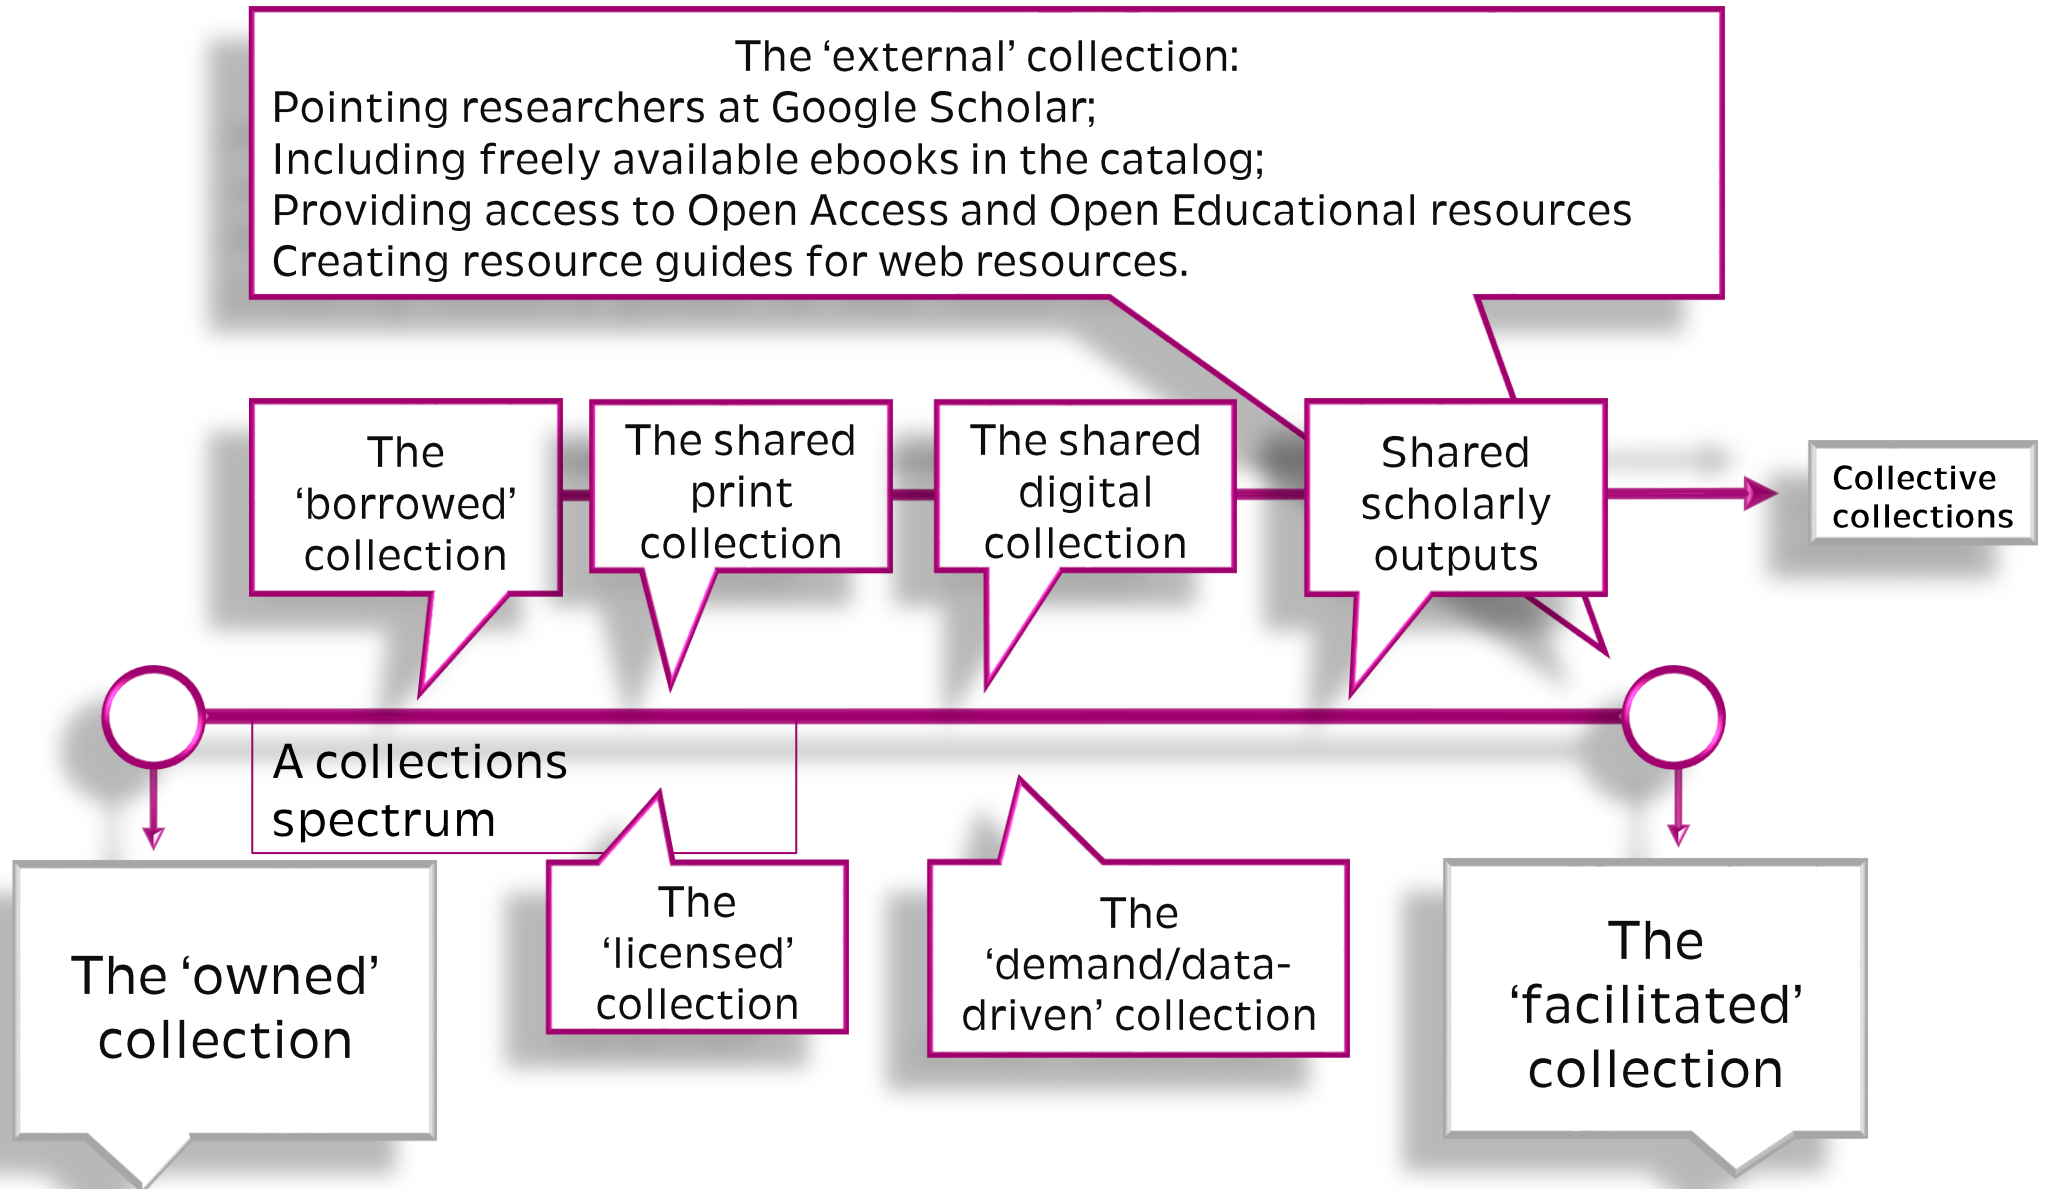 The ‘external’ collection:
Pointing researchers at Google Scholar;
Including freely available ebooks in the catalog;
Providing access to Open Access and Open Educational resources
Creating resource guides for web resources.
The
‘borrowed’
collection
The shared
print
collection
The shared
digital
collection
Shared
scholarly
outputs
Collective
collections
A collections
spectrum
The ‘owned’
collection
The
‘licensed’
collection
The
‘demand/data-
driven’ collection
The
‘facilitated’
collection